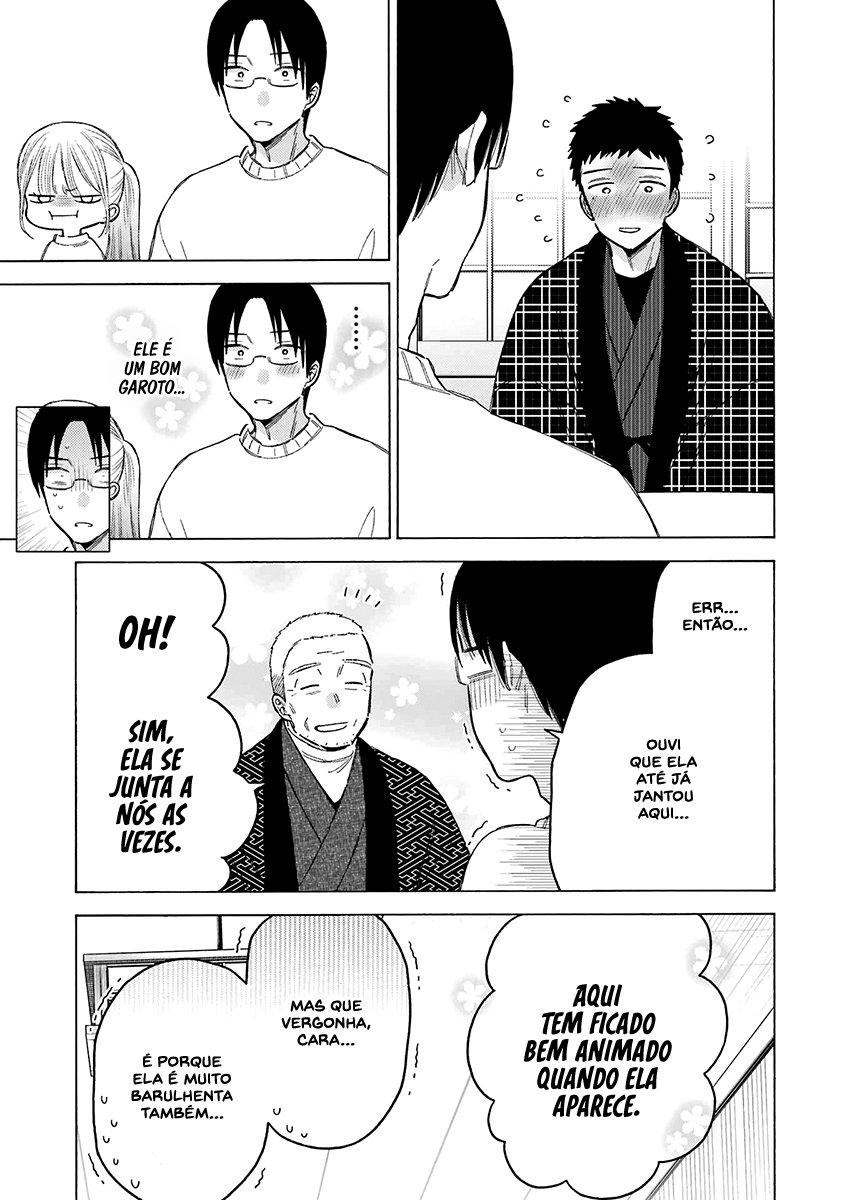 ......
ELE É
UM BOM
GAROTO...
ERR...
ENTÃO...
OUVI
QUE ELA
ATÉ JÁ
JANTOU
AQUI...
OH!
SIM,
ELA SE
JUNTA A
NÓS AS
VEZES.
AQUI
TEM FICADO
BEM ANIMADO
QUANDO ELA
APARECE.
MAS QUE
VERGONHA,
CARA...
É PORQUE
ELA É MUITO
BARULHENTA
TAMBÉM...